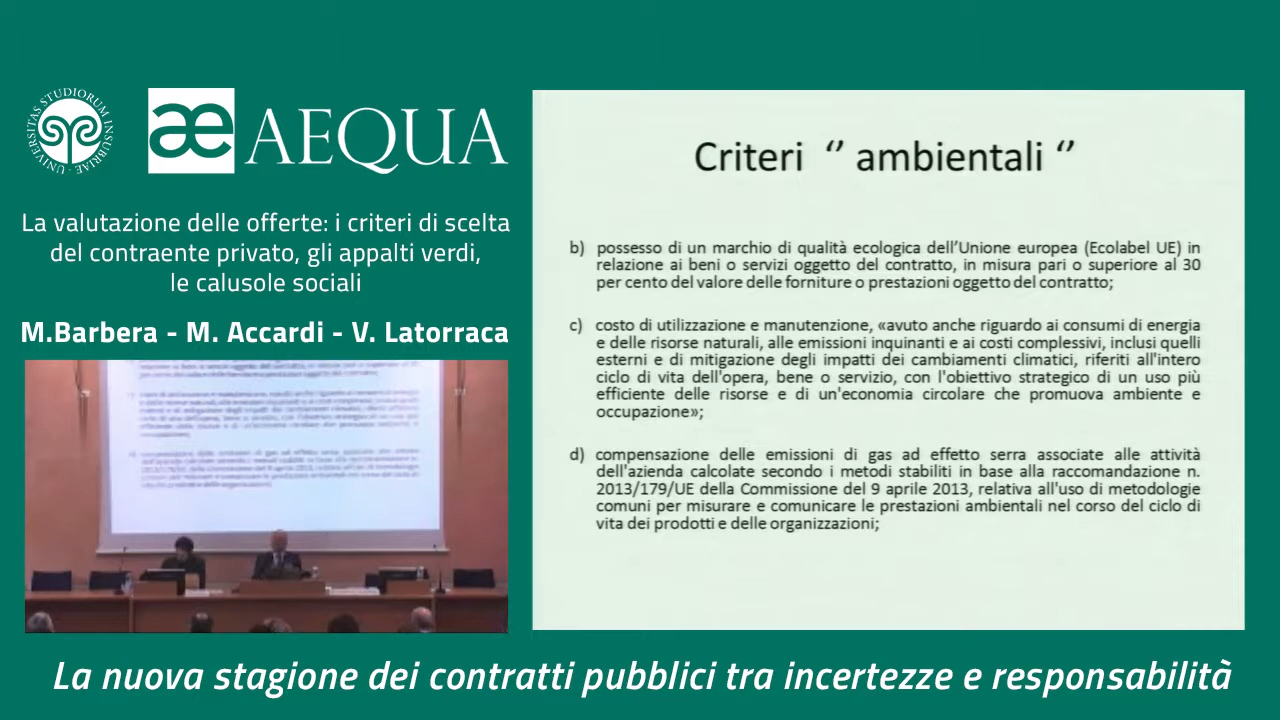 UNIVERSITAS STUDIORUM INSUBRIAE
æ AEQUA
La valutazione delle offerte: i criteri di scelta
del contraente privato, gli appalti verdi,
le calusole sociali
M.Barbera - M. Accardi - V. Latorraca
Criteri ‘’ ambientali ‘’
b) possesso di un marchio di qualità ecologica dell’Unione europea (Ecolabel UE) in
relazione ai beni o servizi oggetto del contratto, in misura pari o superiore al 30
per cento del valore delle forniture o prestazioni oggetto del contratto;
c) costo di utilizzazione e manutenzione, «avuto anche riguardo ai consumi di energia
e delle risorse naturali, alle emissioni inquinanti e ai costi complessivi, inclusi quelli
esterni e di mitigazione degli impatti dei cambiamenti climatici, riferiti all'intero
ciclo di vita dell'opera, bene o servizio, con l'obiettivo strategico di un uso più
efficiente delle risorse e di un'economia circolare che promuova ambiente e
occupazione»;
d) compensazione delle emissioni di gas ad effetto serra associate alle attività
dell'azienda calcolate secondo i metodi stabiliti in base alla raccomandazione n.
2013/179/UE della Commissione del 9 aprile 2013, relativa all'uso di metodologie
comuni per misurare e comunicare le prestazioni ambientali nel corso del ciclo di
vita dei prodotti e delle organizzazioni;
La nuova stagione dei contratti pubblici tra incertezze e responsabilità